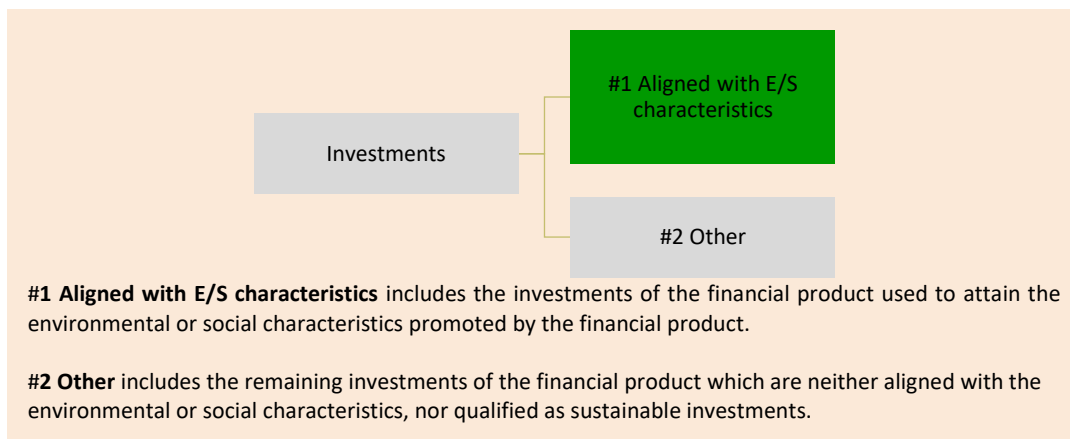 #1 Aligned with E/S
characteristics
Investments
#2 Other
#1 Aligned with E/S characteristics includes the investments of the financial product used to attain the
environmental or social characteristics promoted by the financial product.
#2 Other includes the remaining investments of the financial product which are neither aligned with the
environmental or social characteristics, nor qualified as sustainable investments.